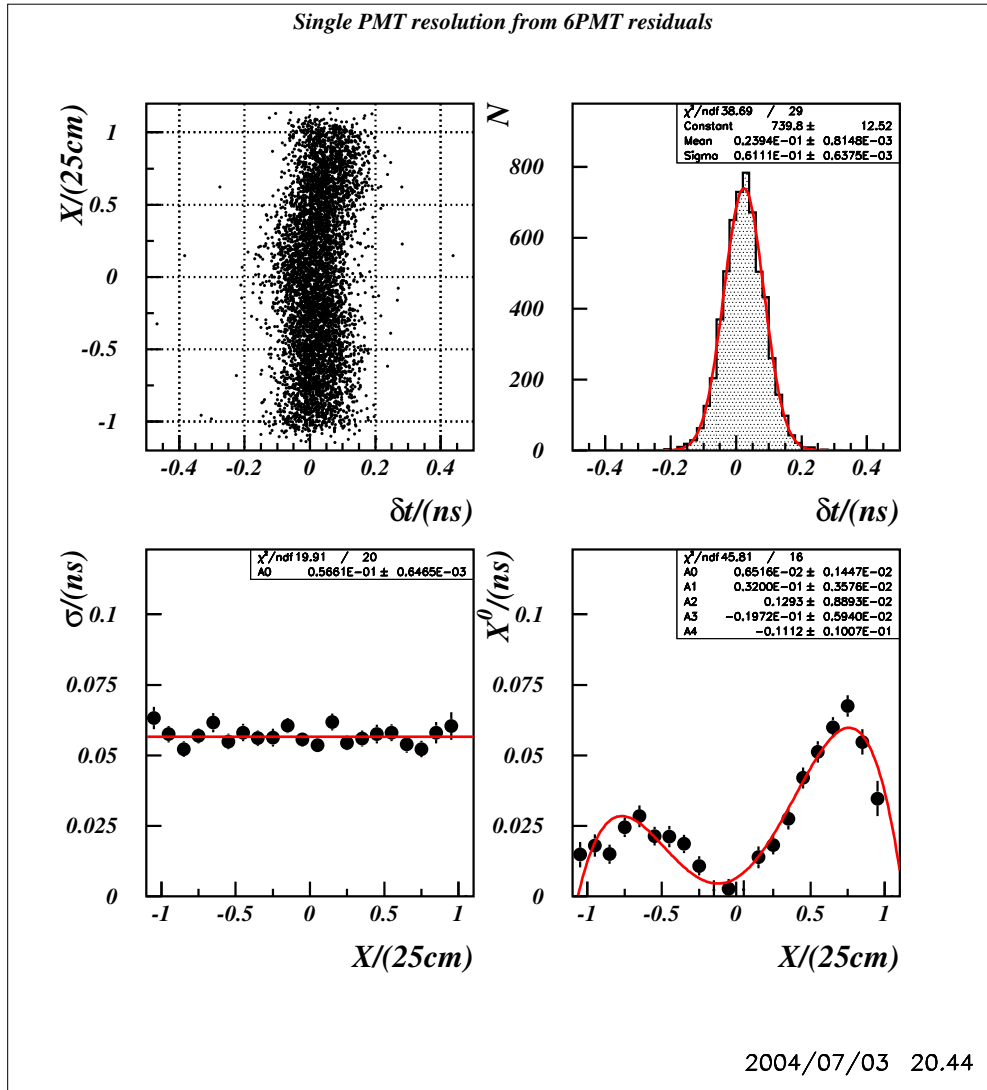 Single PMT resolution from 6PMT residuals
X/(25cm)
1
0.5
0
-0.5
-1
-0.4 -0.2 0 0.2 0.4
δt/(ns)
N
800
600
400
200
0
χ²/ndf 38.69 / 29
Constant 739.8 ± 12.52
Mean 0.2394E-01 ± 0.8148E-03
Sigma 0.6111E-01 ± 0.6375E-03
-0.4 -0.2 0 0.2 0.4
δt/(ns)
σ/(ns)
0.1
0.075
0.05
0.025
0
χ²/ndf 19.91 / 20
A0 0.5661E-01 ± 0.6465E-03
-1 -0.5 0 0.5 1
X/(25cm)
X⁰/(ns)
0.1
0.075
0.05
0.025
0
χ²/ndf 45.81 / 16
A0 0.6516E-02 ± 0.1447E-02
A1 0.3200E-01 ± 0.3576E-02
A2 0.1293 ± 0.8893E-02
A3 -0.1972E-01 ± 0.5940E-02
A4 -0.1112 ± 0.1007E-01
-1 -0.5 0 0.5 1
X/(25cm)
2004/07/03 20.44